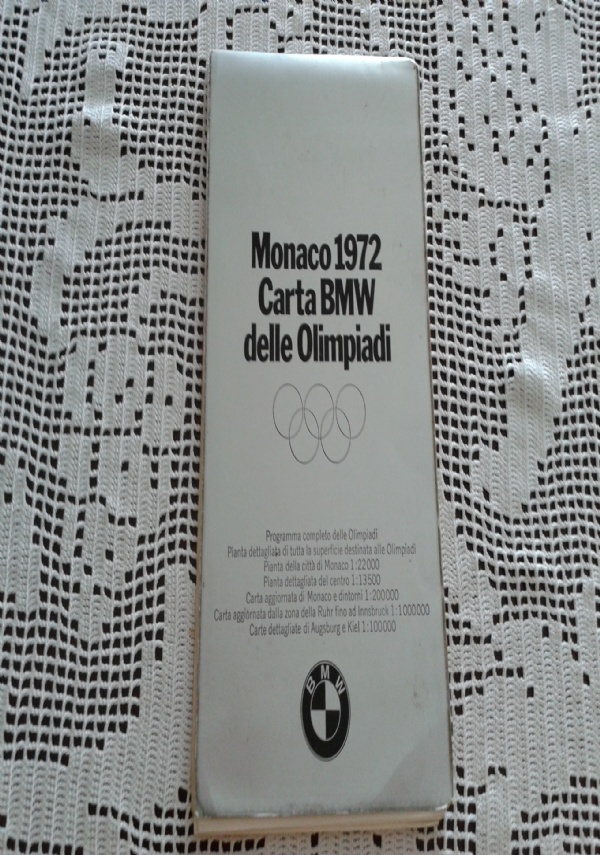 Monaco 1972
Carta BMW
delle Olimpiadi
Programma completo delle Olimpiadi
Pianta dettagliata di tutta la superficie destinata alle Olimpiadi
Pianta della città di Monaco 1:22000
Pianta dettagliata del centro 1:13500
Carta aggiornata di Monaco e dintorni 1:200000
Carta aggiornata dalla zona della Ruhr fino ad Innsbruck 1:1000000
Carte dettagliate di Augsburg e Kiel 1:100000
BMW